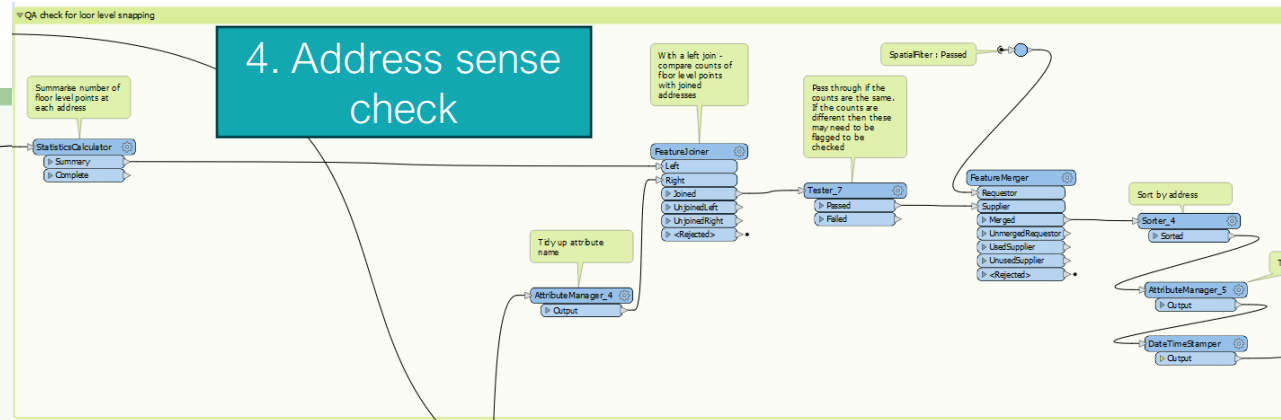 QA check for loor level snapping
4. Address sense
check
Summarise number of
floor level points at
each address
StatisticsCalculator
Summary
Complete
Tidy up attribute
name
AttributeManager_4
Output
With a left join -
compare counts of
floor level points
with joined
addresses
FeatureJoiner
Left
Right
Joined
UnjoinedLeft
UnjoinedRight
<Rejected>
Pass through if the
counts are the same.
If the counts are
different then these
may need to be
flagged to be
checked
Tester_7
Passed
Failed
SpatialFilter : Passed
FeatureMerger
Requestor
Supplier
Merged
UnmergedRequestor
UsedSupplier
UnusedSupplier
<Rejected>
Sort by address
Sorter_4
Sorted
T
AttributeManager_5
Output
DateTimeStamper
Output